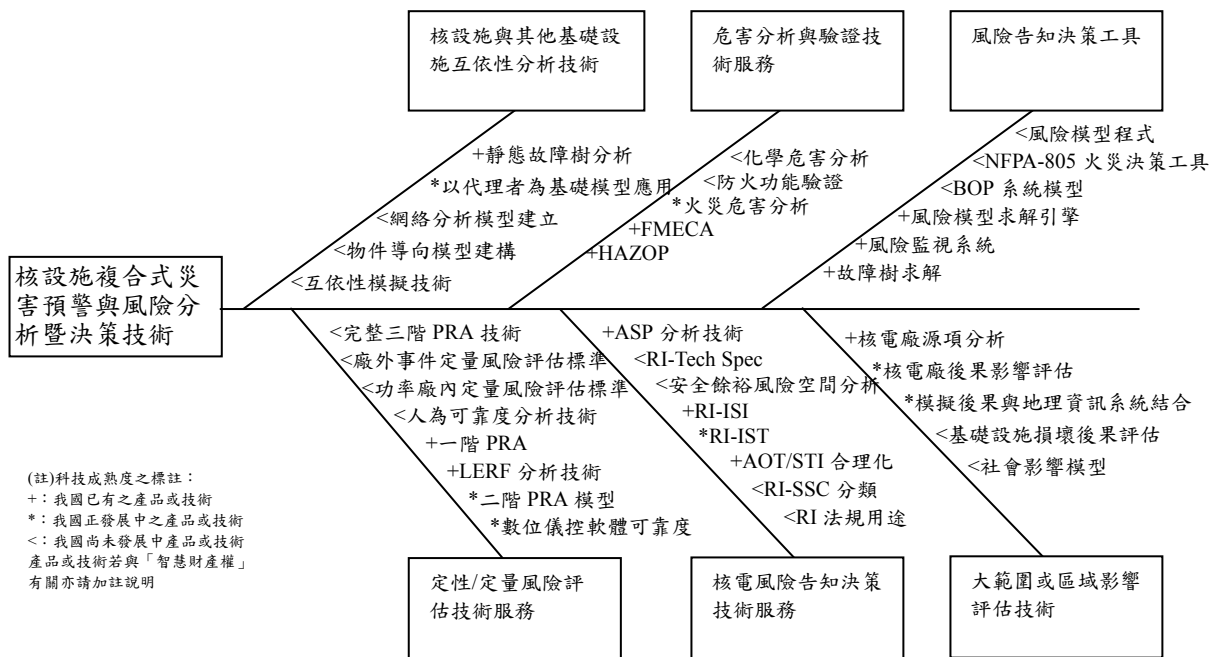 核設施與其他基礎設
施互依性分析技術
危害分析與驗證技
術服務
風險告知決策工具
+靜態故障樹分析
*以代理者為基礎模型應用
<網絡分析模型建立
<物件導向模型建構
<互依性模擬技術
<化學危害分析
<防火功能驗證
*火災危害分析
+FMECA
+HAZOP
<風險模型程式
<NFPA-805 火災決策工具
<BOP 系統模型
+風險模型求解引擎
+風險監視系統
+故障樹求解
核設施複合式災
害預警與風險分
析暨決策技術
<完整三階 PRA 技術
<廠外事件定量風險評估標準
<功率廠內定量風險評估標準
<人為可靠度分析技術
+一階 PRA
+LERF 分析技術
*二階 PRA 模型
*數位儀控軟體可靠度
+ASP 分析技術
<RI-Tech Spec
<安全餘裕風險空間分析
+RI-ISI
*RI-IST
+AOT/STI 合理化
<RI-SSC 分類
<RI 法規用途
+核電廠源項分析
*核電廠後果影響評估
*模擬後果與地理資訊系統結合
<基礎設施損壞後果評估
<社會影響模型
(註)科技成熟度之標註：
+：我國已有之產品或技術
*：我國正發展中之產品或技術
<：我國尚未發展中產品或技術
產品或技術若與「智慧財產權」
有關亦請加註說明
定性/定量風險評
估技術服務
核電風險告知決策
技術服務
大範圍或區域影響
評估技術